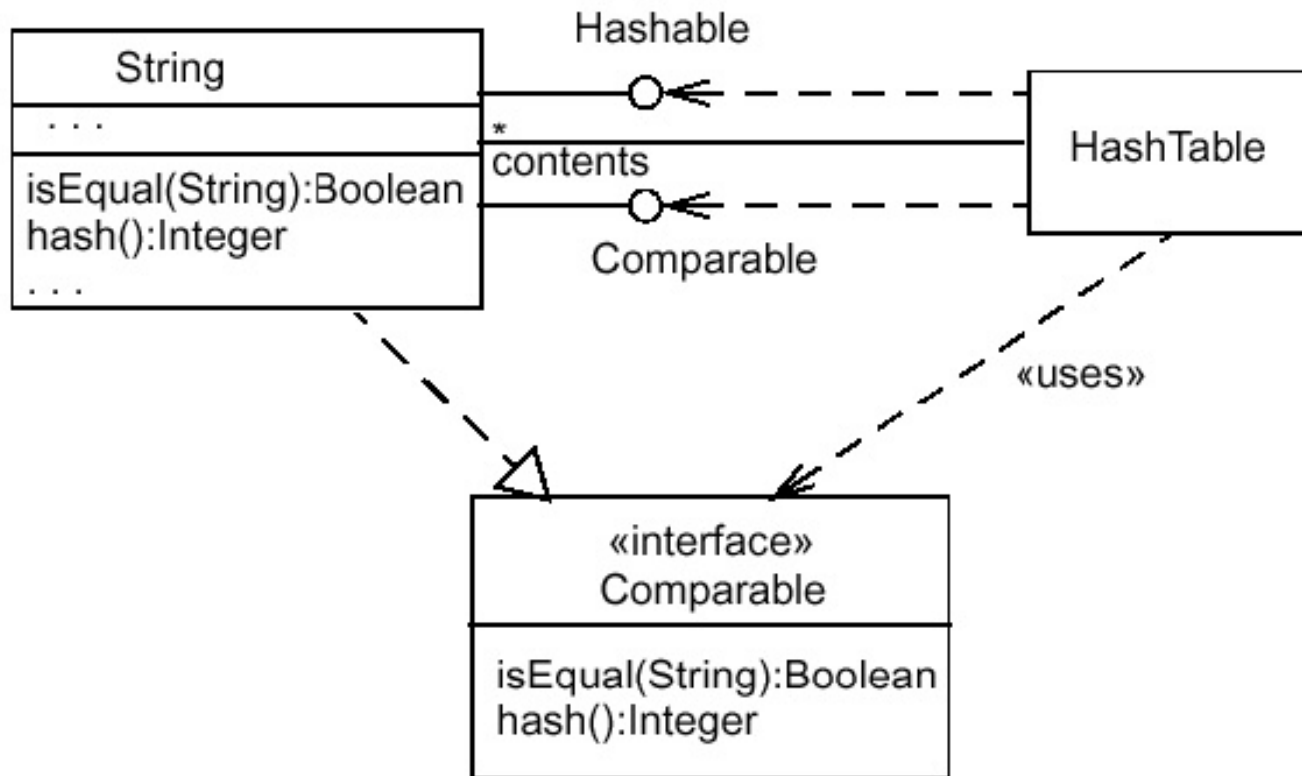 Hashable
String
. . .
*
contents
HashTable
isEqual(String):Boolean
hash():Integer
. . .
Comparable
«uses»
«interface»
Comparable
isEqual(String):Boolean
hash():Integer